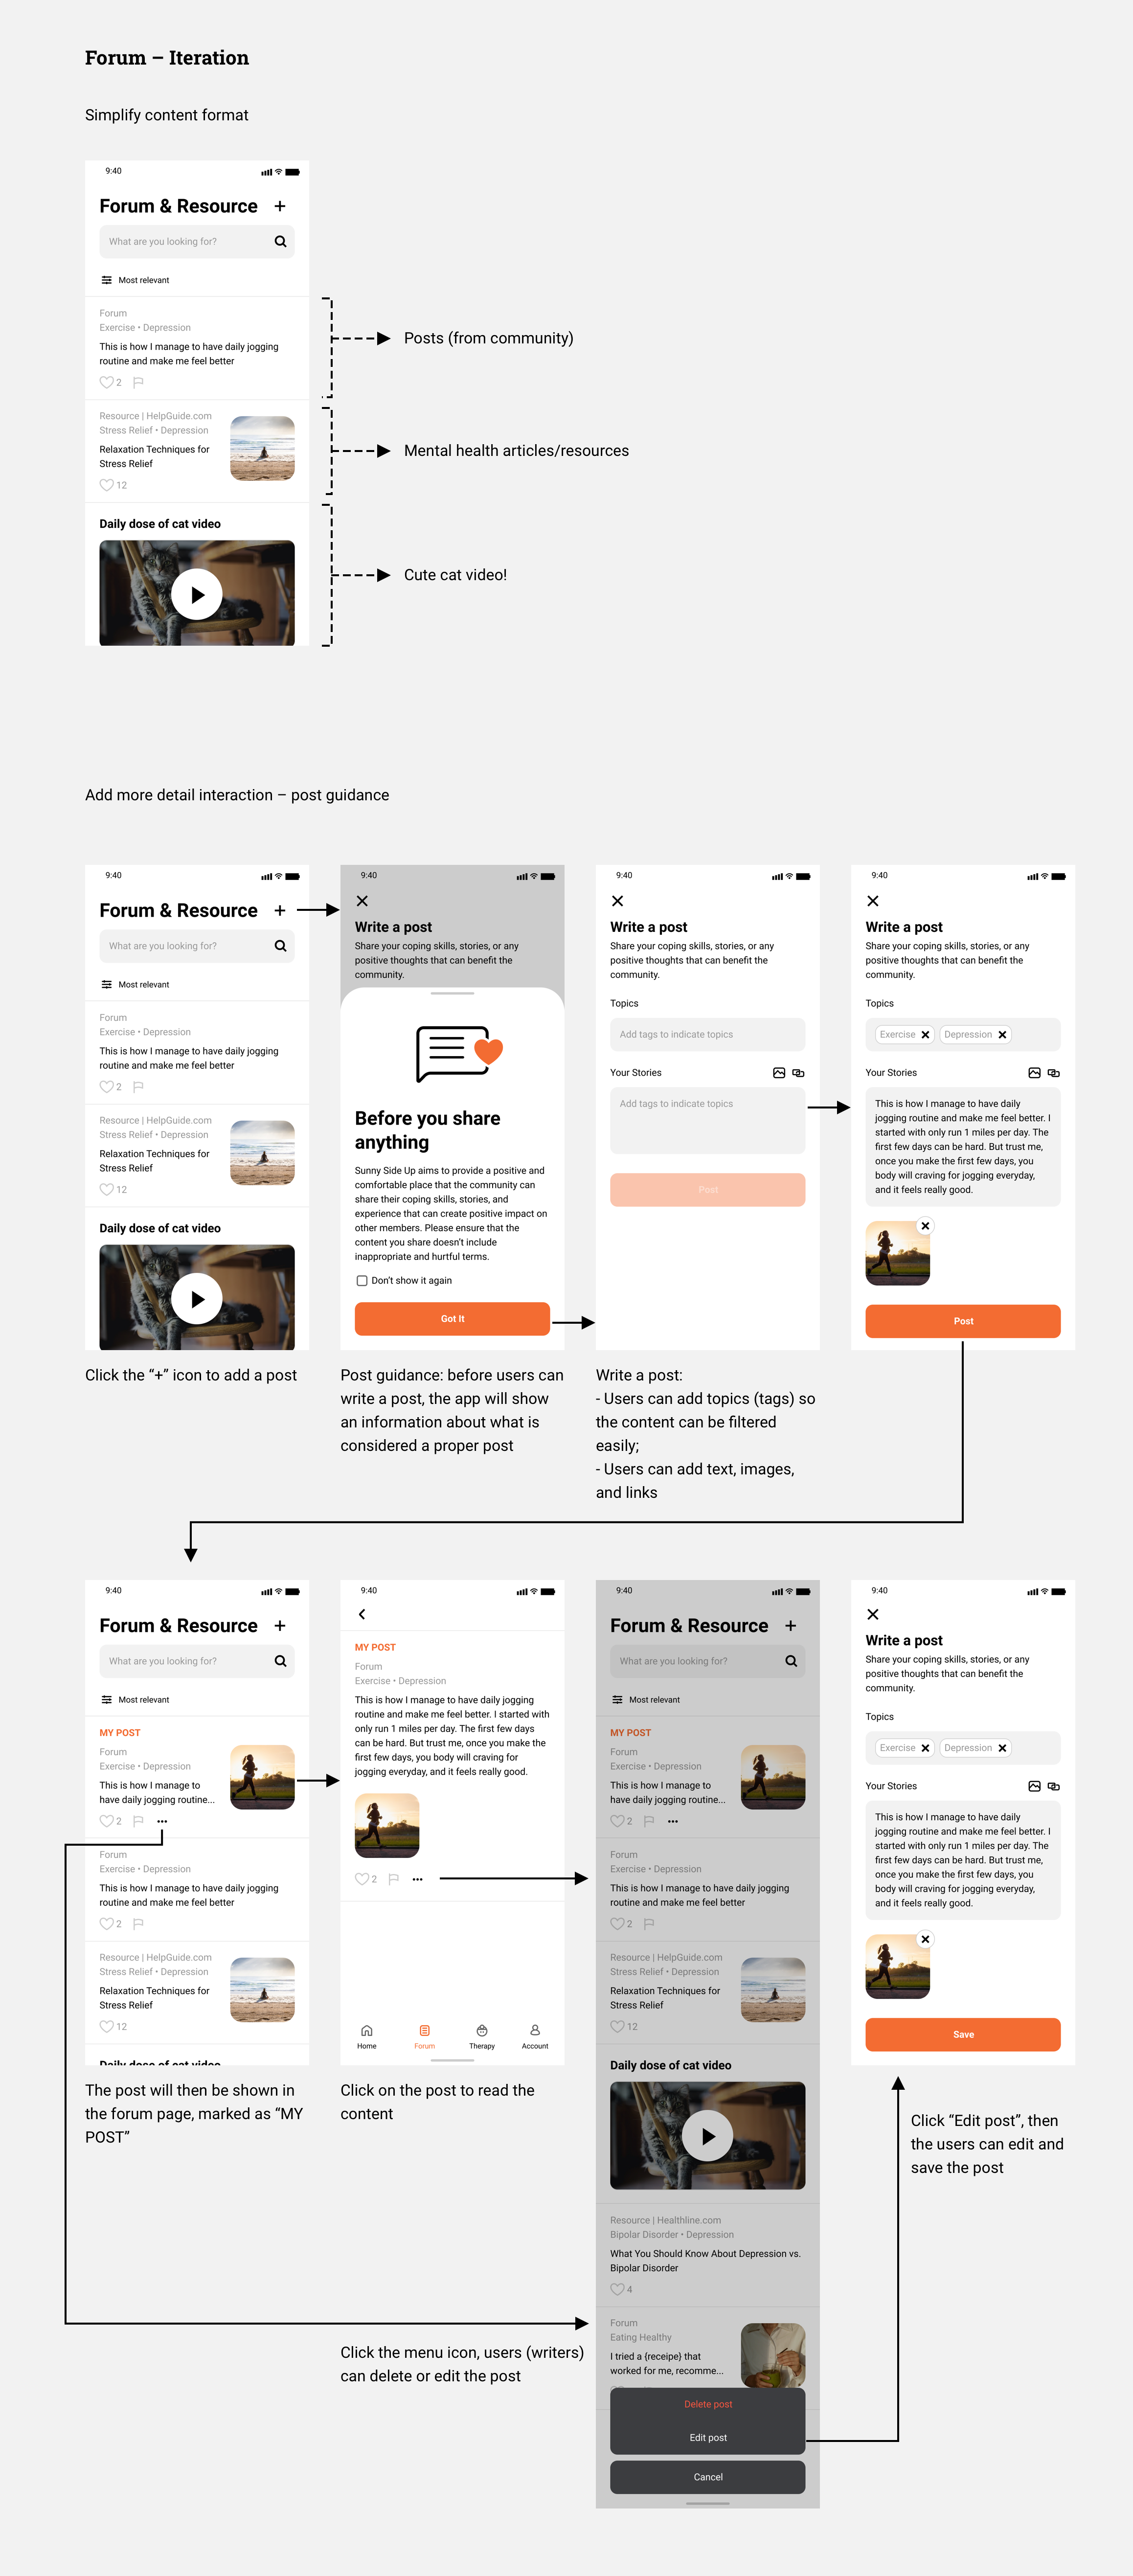 Forum – Iteration
Simplify content format
9:40
Forum & Resource +
What are you looking for?
Most relevant
Forum
Exercise • Depression
This is how I manage to have daily jogging
routine and make me feel better
2
Resource | HelpGuide.com
Stress Relief • Depression
Relaxation Techniques for
Stress Relief
12
Daily dose of cat video
Posts (from community)
Mental health articles/resources
Cute cat video!
Add more detail interaction – post guidance
9:40
Forum & Resource +
What are you looking for?
Most relevant
Forum
Exercise • Depression
This is how I manage to have daily jogging
routine and make me feel better
2
Resource | HelpGuide.com
Stress Relief • Depression
Relaxation Techniques for
Stress Relief
12
Daily dose of cat video
Click the “+” icon to add a post
9:40
Write a post
Share your coping skills, stories, or any
positive thoughts that can benefit the
community.
Before you share
anything
Sunny Side Up aims to provide a positive and
comfortable place that the community can
share their coping skills, stories, and
experience that can create positive impact on
other members. Please ensure that the
content you share doesn’t include
inappropriate and hurtful terms.
Don’t show it again
Got it
Post guidance: before users can
write a post, the app will show
an information about what is
considered a proper post
9:40
Write a post
Share your coping skills, stories, or any
positive thoughts that can benefit the
community.
Topics
Add tags to indicate topics
Your Stories
Add tags to indicate topics
Post
Write a post:
- Users can add topics (tags) so
the content can be filtered
easily;
- Users can add text, images,
and links
9:40
Write a post
Share your coping skills, stories, or any
positive thoughts that can benefit the
community.
Topics
Exercise Depression
Your Stories
This is how I manage to have daily
jogging routine and make me feel better. I
started with only run 1 miles per day. The
first few days can be hard. But trust me,
once you make the first few days, you
body will craving for jogging everyday,
and it feels really good.
Post
9:40
Forum & Resource +
What are you looking for?
Most relevant
MY POST
Forum
Exercise • Depression
This is how I manage to
have daily jogging routine...
2
Forum
Exercise • Depression
This is how I manage to have daily jogging
routine and make me feel better
2
Resource | HelpGuide.com
Stress Relief • Depression
Relaxation Techniques for
Stress Relief
12
Daily dose of cat video
The post will then be shown in
the forum page, marked as “MY
POST”
9:40
MY POST
Forum
Exercise • Depression
This is how I manage to have daily jogging
routine and make me feel better. I started with
only run 1 miles per day. The first few days
can be hard. But trust me, once you make the
first few days, you body will craving for
jogging everyday, and it feels really good.
2
Home Forum Therapy Account
Click on the post to read the
content
Click the menu icon, users (writers)
can delete or edit the post
9:40
Forum & Resource +
What are you looking for?
Most relevant
MY POST
Forum
Exercise • Depression
This is how I manage to
have daily jogging routine...
2
Forum
Exercise • Depression
This is how I manage to have daily jogging
routine and make me feel better
2
Resource | HelpGuide.com
Stress Relief • Depression
Relaxation Techniques for
Stress Relief
12
Daily dose of cat video
Resource | Healthline.com
Bipolar Disorder • Depression
What You Should Know About Depression vs.
Bipolar Disorder
4
Forum
Eating Healthy
I tried a {receipe} that
worked for me, recomme...
Delete post
Edit post
Cancel
9:40
Write a post
Share your coping skills, stories, or any
positive thoughts that can benefit the
community.
Topics
Exercise Depression
Your Stories
This is how I manage to have daily
jogging routine and make me feel better. I
started with only run 1 miles per day. The
first few days can be hard. But trust me,
once you make the first few days, you
body will craving for jogging everyday,
and it feels really good.
Save
Click “Edit post”, then
the users can edit and
save the post